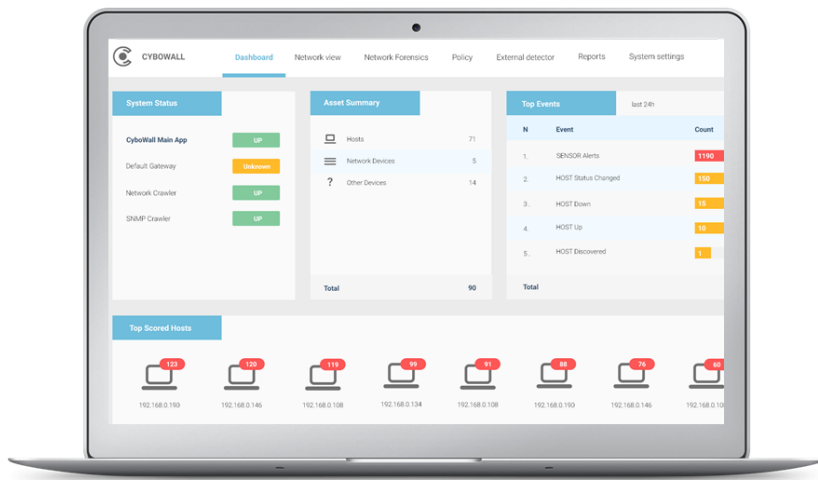 CYBOWALL Dashboard Network view Network Forensics Policy External detector Reports System settings
System Status
CyboWall Main App UP
Default Gateway Unknown
Network Crawler UP
SNMP Crawler UP
Asset Summary
Hosts 71
Network Devices 5
? Other Devices 14
Total 90
Top Events last 24h
N Event Count
1. SENSOR Alerts 1190
2. HOST Status Changed 150
3. HOST Down 15
4. HOST Up 10
5. HOST Discovered 1
Total
Top Scored Hosts
133 120 119 99 91 88 76 60
192.168.0.190 192.168.0.146 192.168.0.108 192.168.0.134 192.168.0.108 192.168.0.190 192.168.0.146